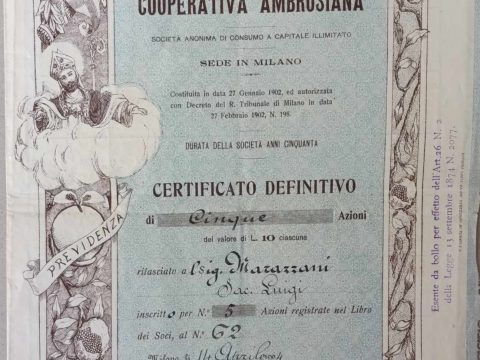 COOPERATIVA AMBROSIANA
SOCIETÀ ANONIMA DI CONSUMO A CAPITALE ILLIMITATO
SEDE IN MILANO
Costituita in data 27 Gennaio 1902, ed autorizzata
con Decreto del R. Tribunale di Milano in data
27 Febbraio 1902, N. 198.
DURATA DELLA SOCIETÀ ANNI CINQUANTA
CERTIFICATO DEFINITIVO
di Cinque Azioni
del valore di L. 10 ciascuna
rilasciato al sig. Marazzani
Sac. Luigi
inscritto per N.º 5 Azioni registrate nel Libro
dei Soci, al N.º 62
Milano
PREVIDENZA
Esente da bollo per effetto dell'Art. 26 N. 2
della Legge 13 settembre 1874 N. 2077.